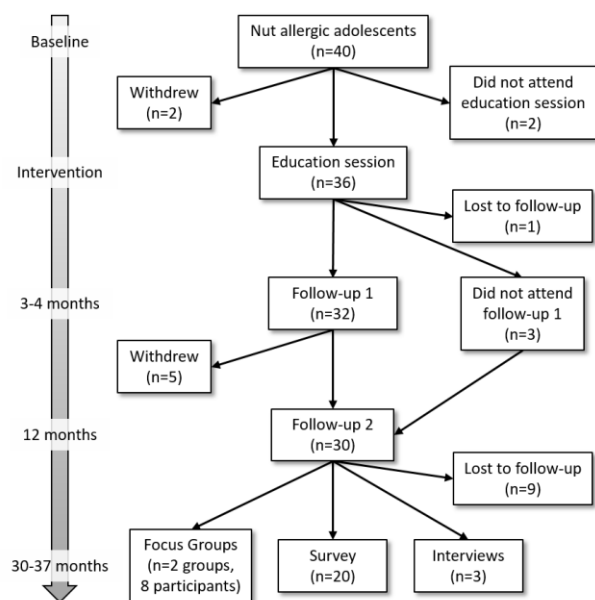 Baseline
Nut allergic adolescents
(n=40)
Withdrew
(n=2)
Did not attend
education session
(n=2)
Intervention
Education session
(n=36)
Lost to follow-up
(n=1)
3-4 months
Follow-up 1
(n=32)
Did not attend
follow-up 1
(n=3)
Withdrew
(n=5)
12 months
Follow-up 2
(n=30)
Lost to follow-up
(n=9)
30-37 months
Focus Groups
(n=2 groups,
8 participants)
Survey
(n=20)
Interviews
(n=3)